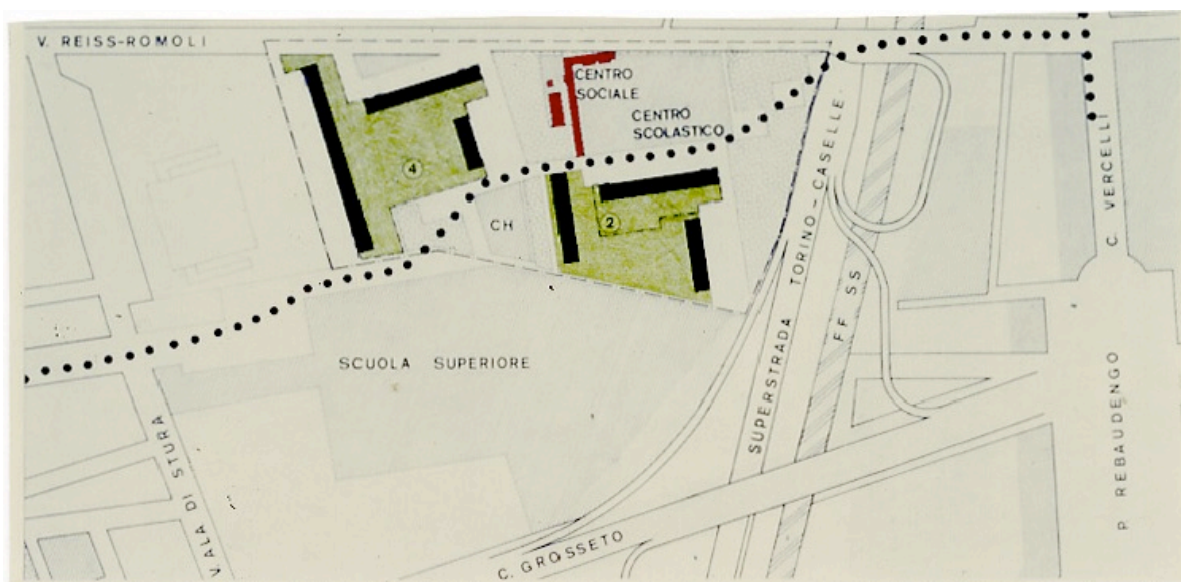 V. REISS-ROMOLI
CENTRO
SOCIALE
CENTRO
SCOLASTICO
4
2
CH
SCUOLA SUPERIORE
V. ALA DI STURA
SUPERSTRADA TORINO-CASELLE
FF SS
C. VERCELLI
P. REBAUDENGO
C. GROSSETO